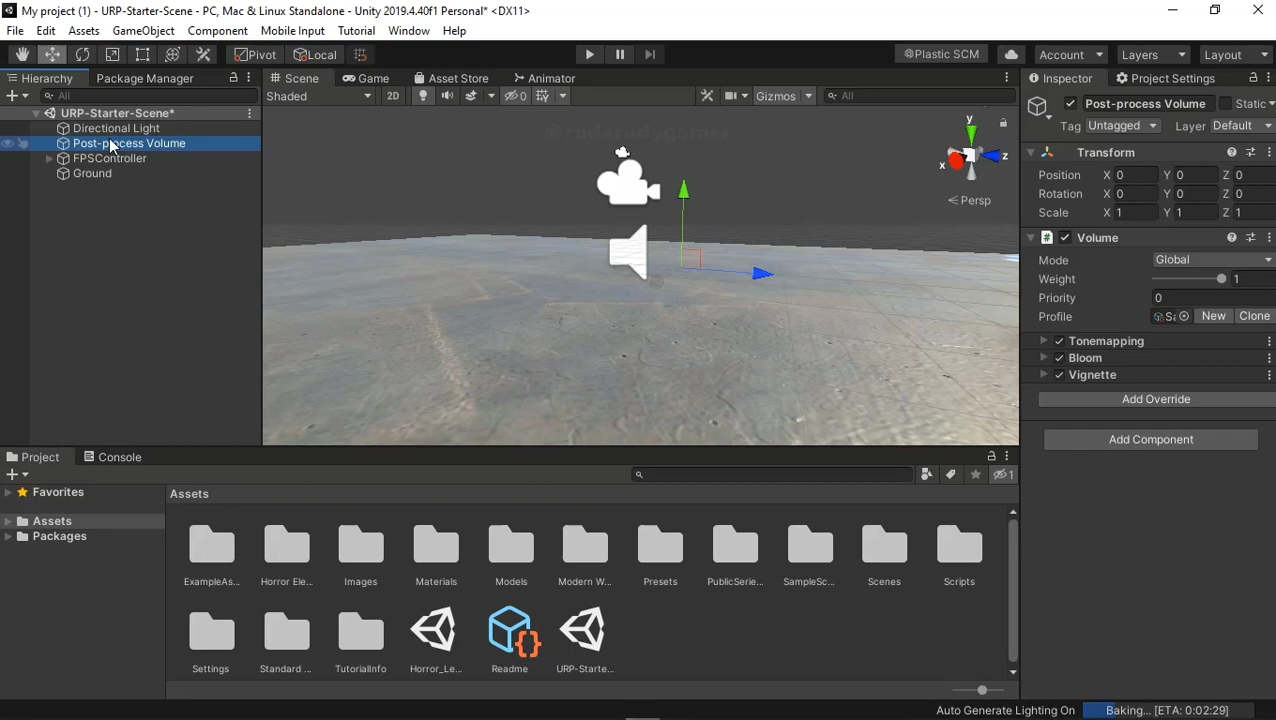 My project (1) - URP-Starter-Scene - PC, Mac & Linux Standalone - Unity 2019.4.40f1 Personal* <DX11>
File Edit Assets GameObject Component Mobile Input Tutorial Window Help
Pivot Local Plastic SCM Account Layers Layout
Hierarchy Package Manager Scene Game Asset Store Animator Inspector Project Settings
All Shaded 2D 0 Gizmos All Post-process Volume Static
URP-Starter-Scene*
Tag Untagged Layer Default
Directional Light
Post-process Volume
FPSController
Ground
@ruderudygamer
y
x z
Persp
Transform
Position X 0 Y 0 Z 0
Rotation X 0 Y 0 Z 0
Scale X 1 Y 1 Z 1
# Volume
Mode Global
Weight 1
Priority 0
Profile Sa New Clone
Tonemapping
Bloom
Vignette
Add Override
Add Component
Project Console
1
Favorites
Assets
Packages
Assets
ExampleAs... Horror Ele... Images Materials Models Modern W... Presets PublicSerie... SampleSc... Scenes Scripts
Settings Standard ... TutorialInfo Horror_Le... Readme URP-Starte...
Auto Generate Lighting On Baking... [ETA: 0:02:29]